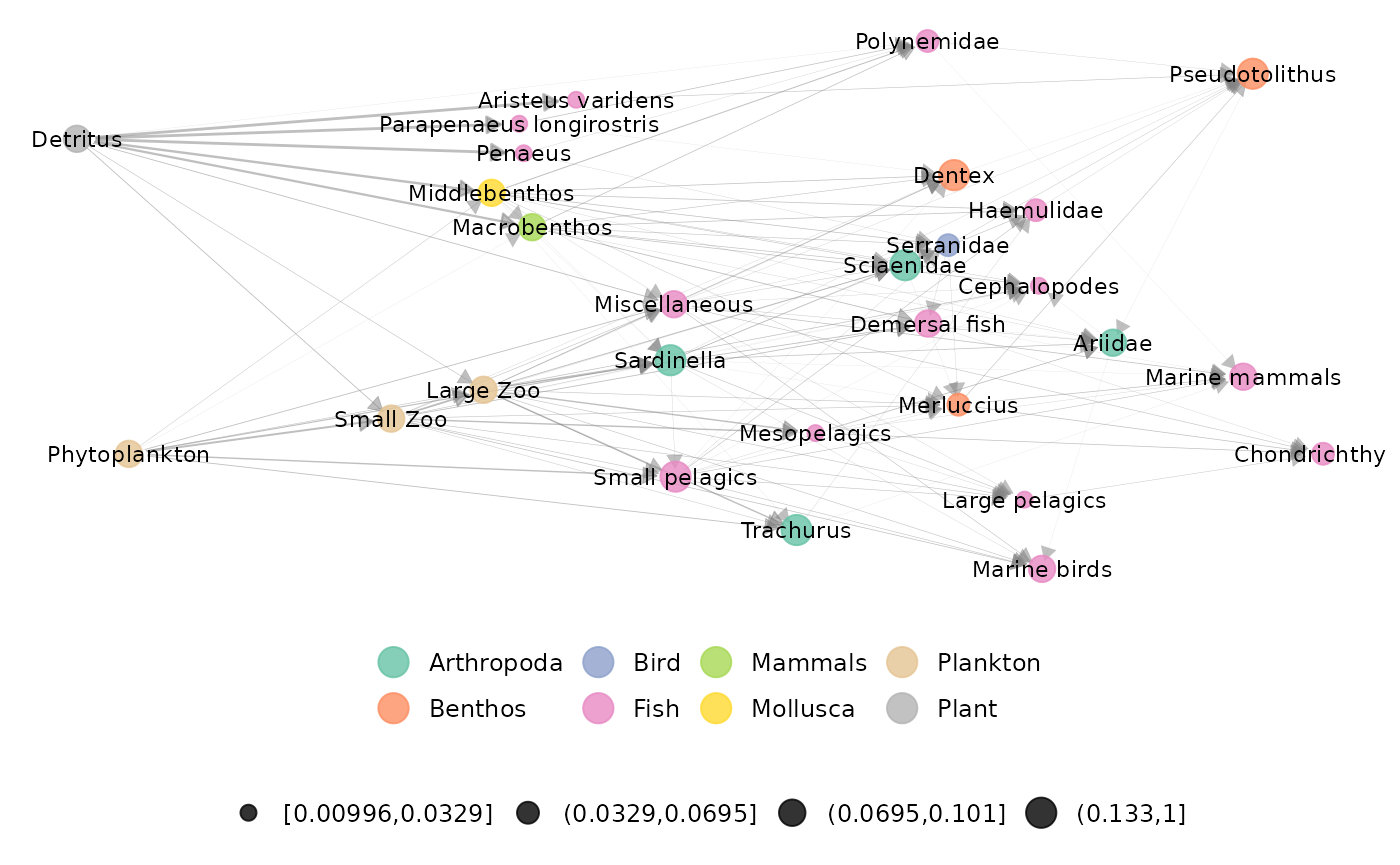 Polynemidae
Pseudotolithus
Aristeus varidens
Parapenaeus longirostris
Detritus
Penaeus
Dentex
Middlebenthos
Haemulidae
Macrobenthos
Serranidae
Sciaenidae
Cephalopodes
Miscellaneous
Demersal fish
Ariidae
Sardinella
Marine mammals
Large Zoo
Merluccius
Small Zoo
Mesopelagics
Phytoplankton
Chondrichthy
Small pelagics
Large pelagics
Trachurus
Marine birds
Arthropoda Bird Mammals Plankton
Benthos Fish Mollusca Plant
[0.00996,0.0329] (0.0329,0.0695] (0.0695,0.101] (0.133,1]